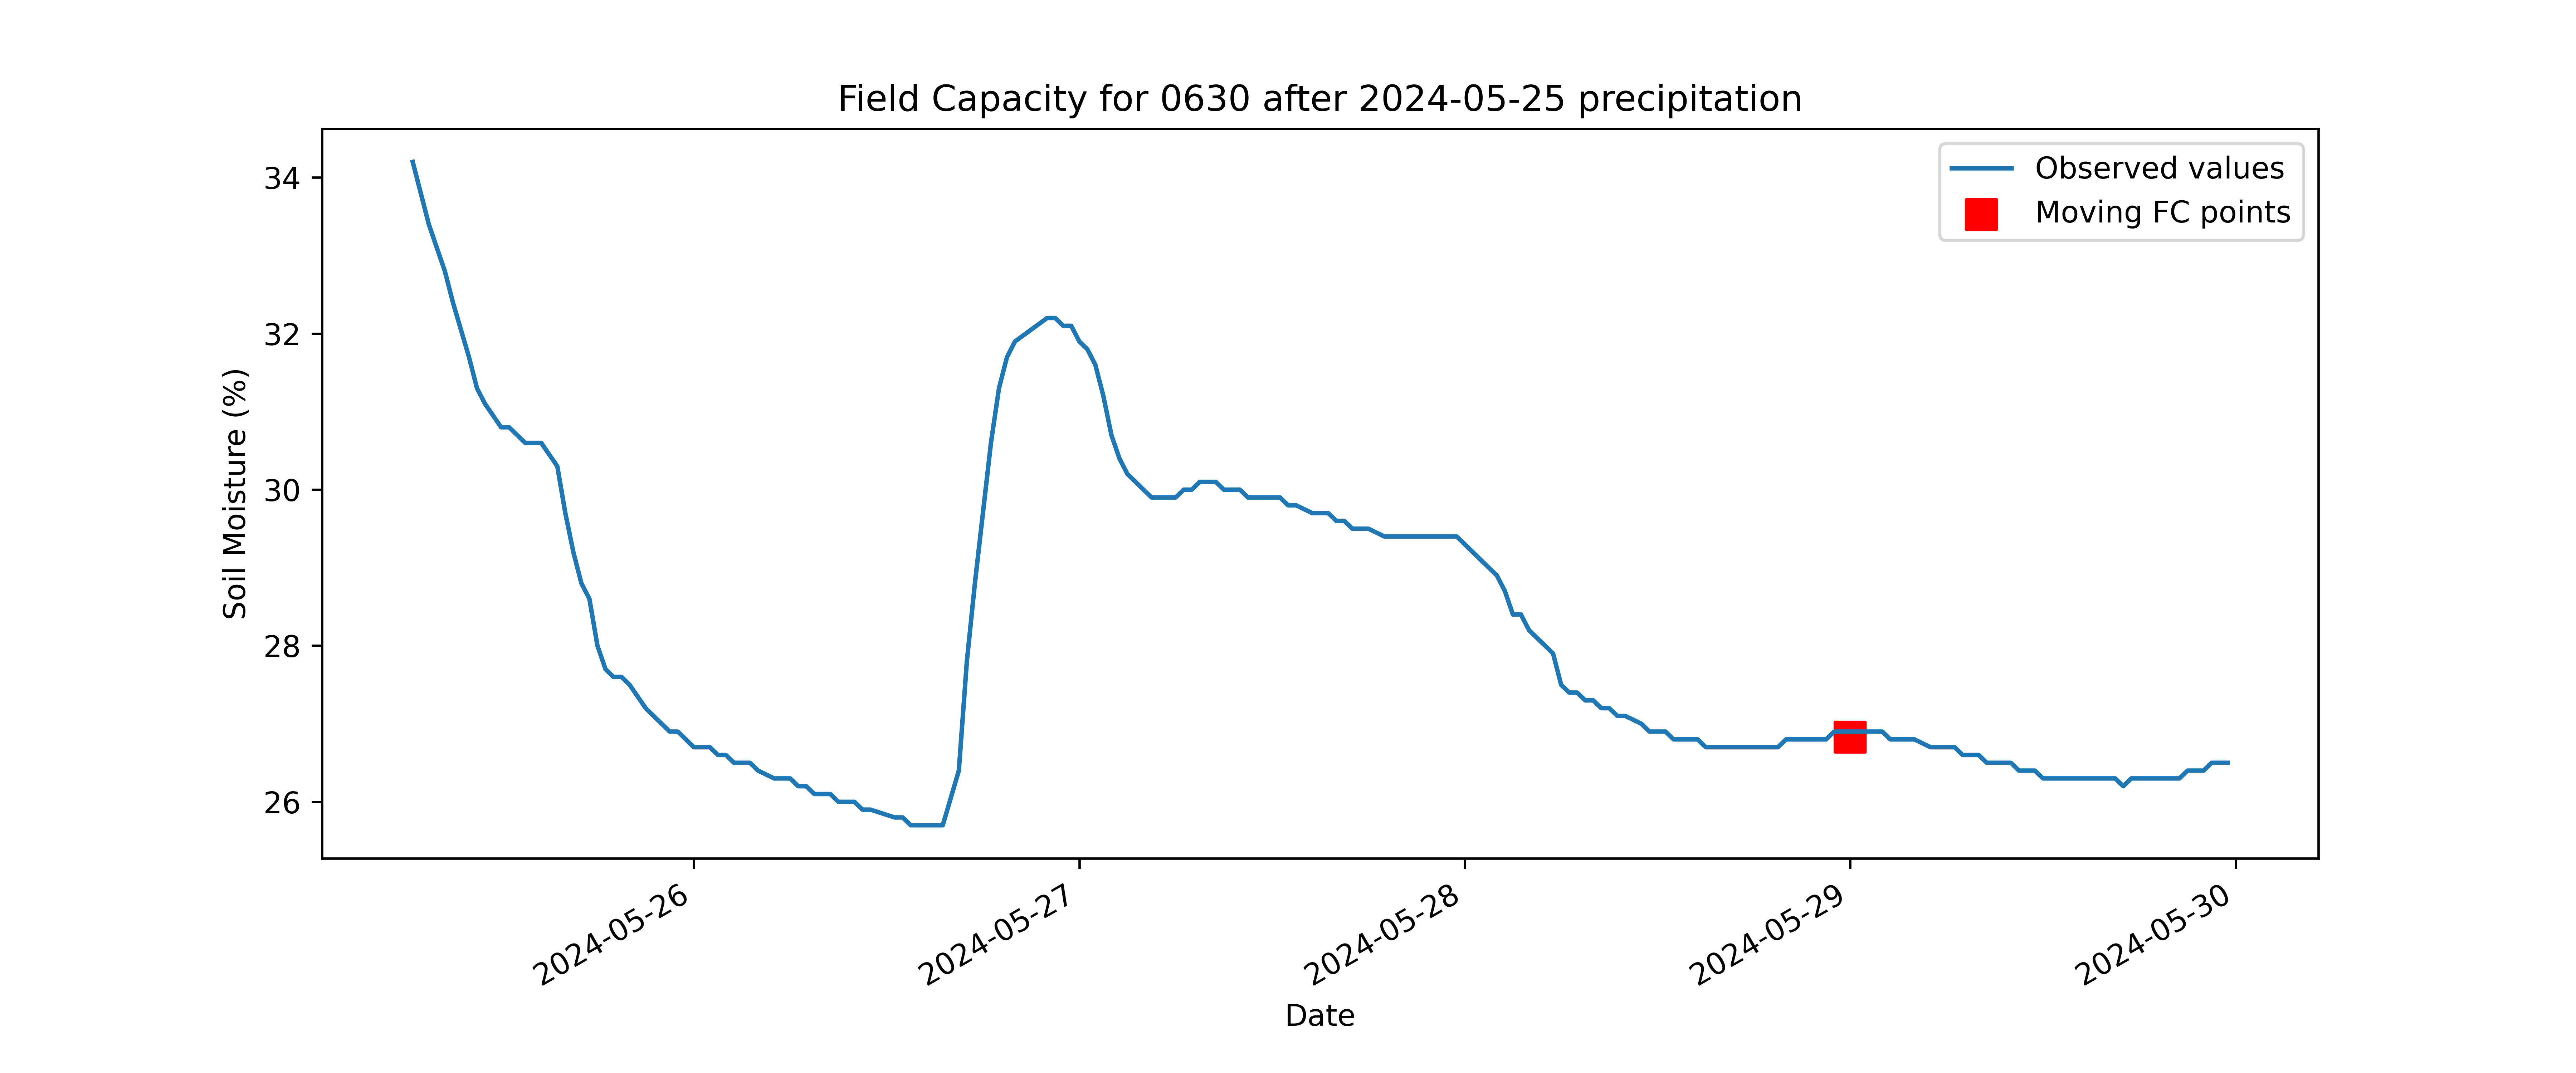 Field Capacity for 0630 after 2024-05-25 precipitation
Observed values
Moving FC points
Soil Moisture (%)
34
32
30
28
26
2024-05-26
2024-05-27
2024-05-28
2024-05-29
2024-05-30
Date